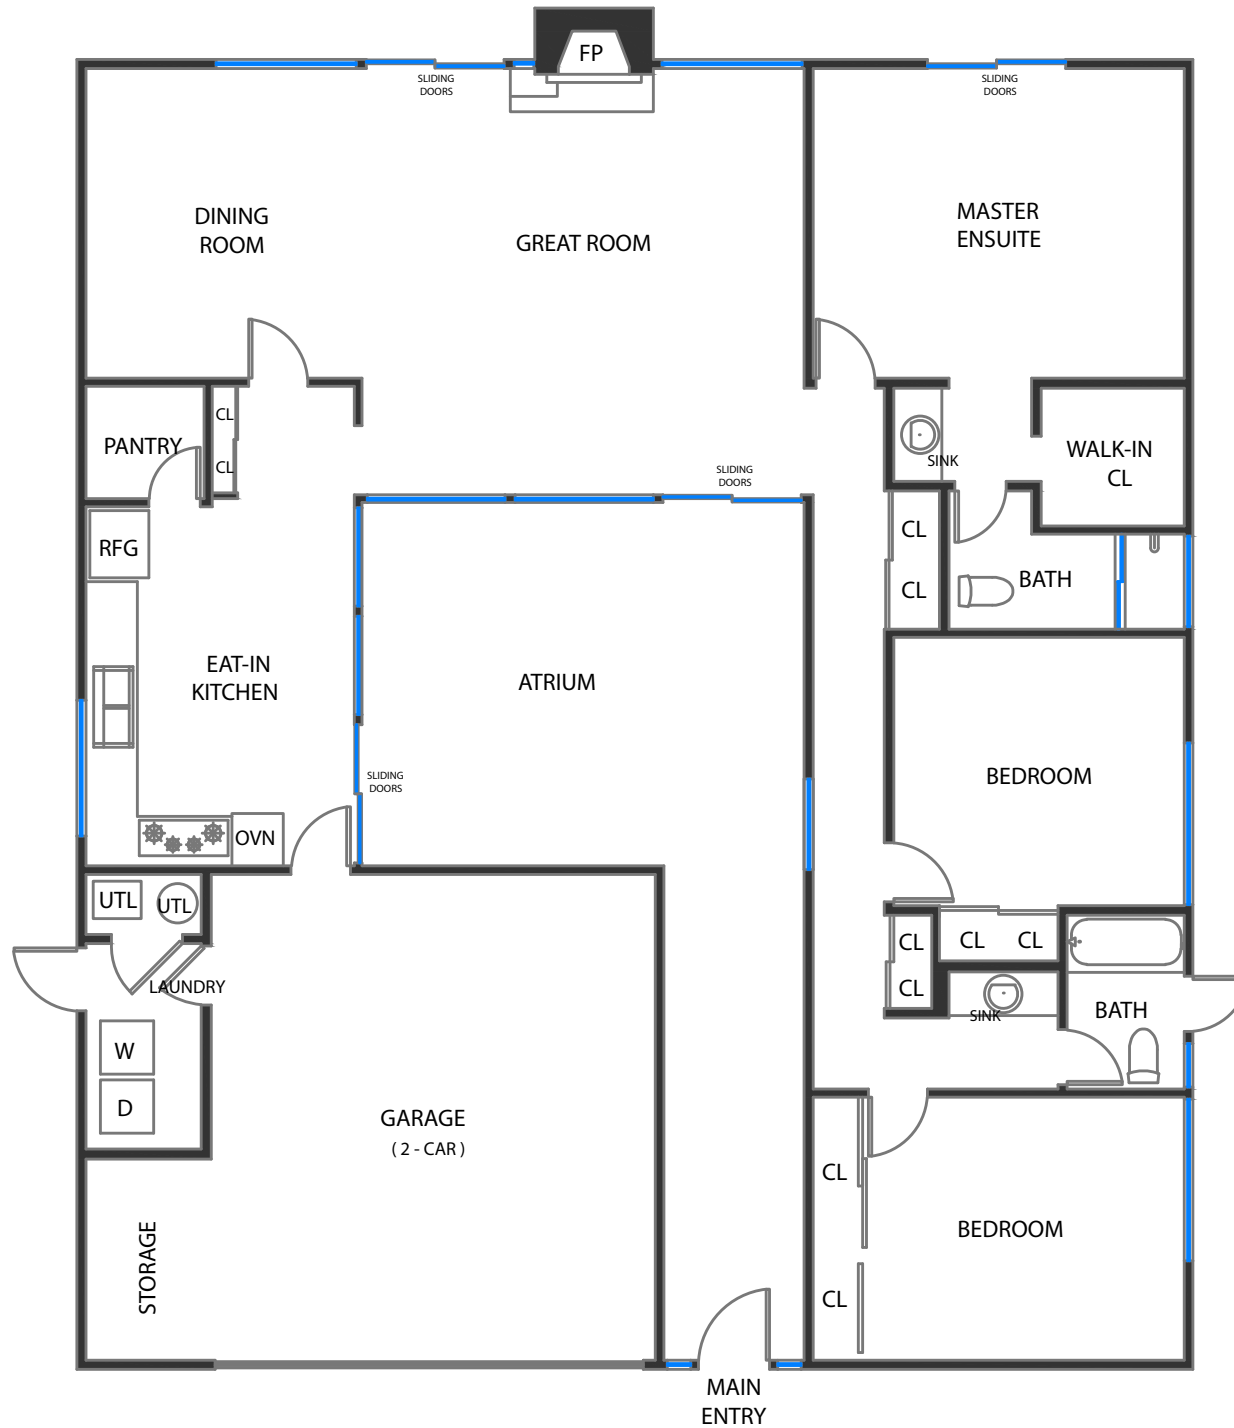 FP
SLIDING
DOORS
SLIDING
DOORS
DINING
ROOM
GREAT ROOM
MASTER
ENSUITE
CL
PANTRY
CL
SINK
WALK-IN
CL
SLIDING
DOORS
RFG
CL
CL
BATH
EAT-IN
KITCHEN
ATRIUM
SLIDING
DOORS
BEDROOM
OVN
UTL
UTL
CL
CL
CL
CL
LAUNDRY
SINK
BATH
W
D
GARAGE
( 2 - CAR )
CL
BEDROOM
STORAGE
CL
MAIN
ENTRY